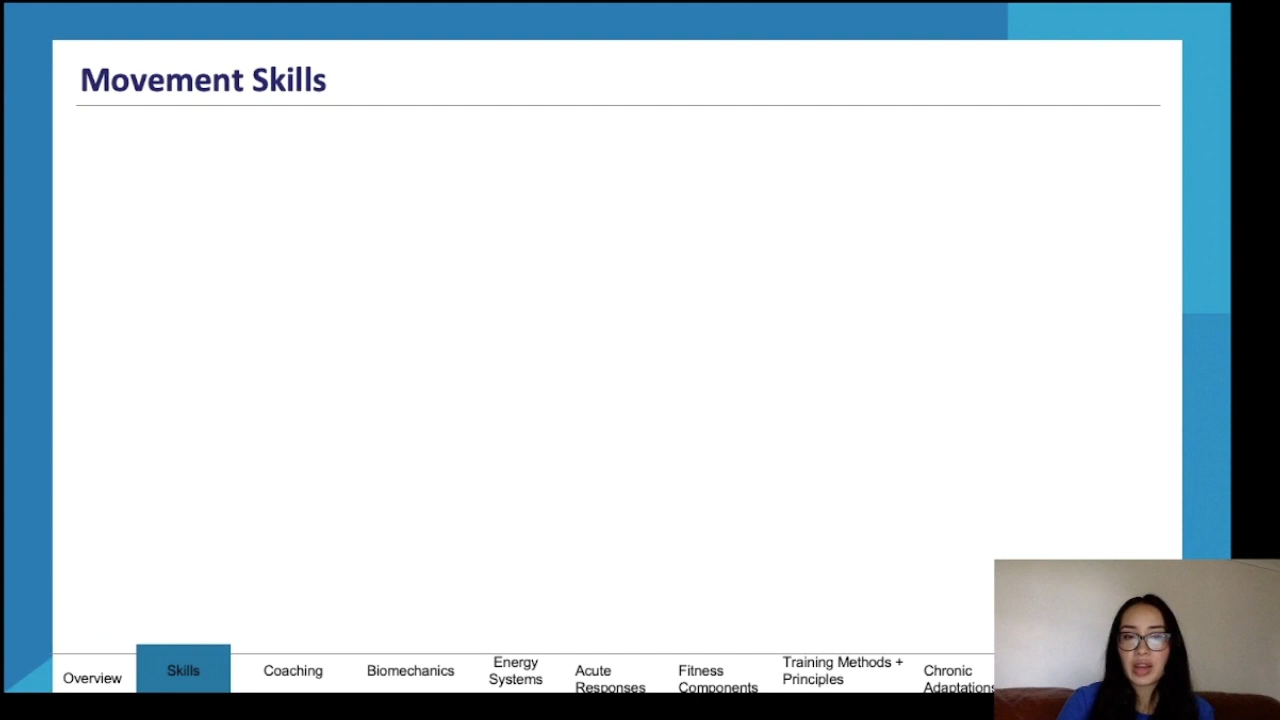 Movement Skills
Overview
Skills
Coaching
Biomechanics
Energy
Systems
Acute
Responses
Fitness
Components
Training Methods +
Principles
Chronic
Adaptations